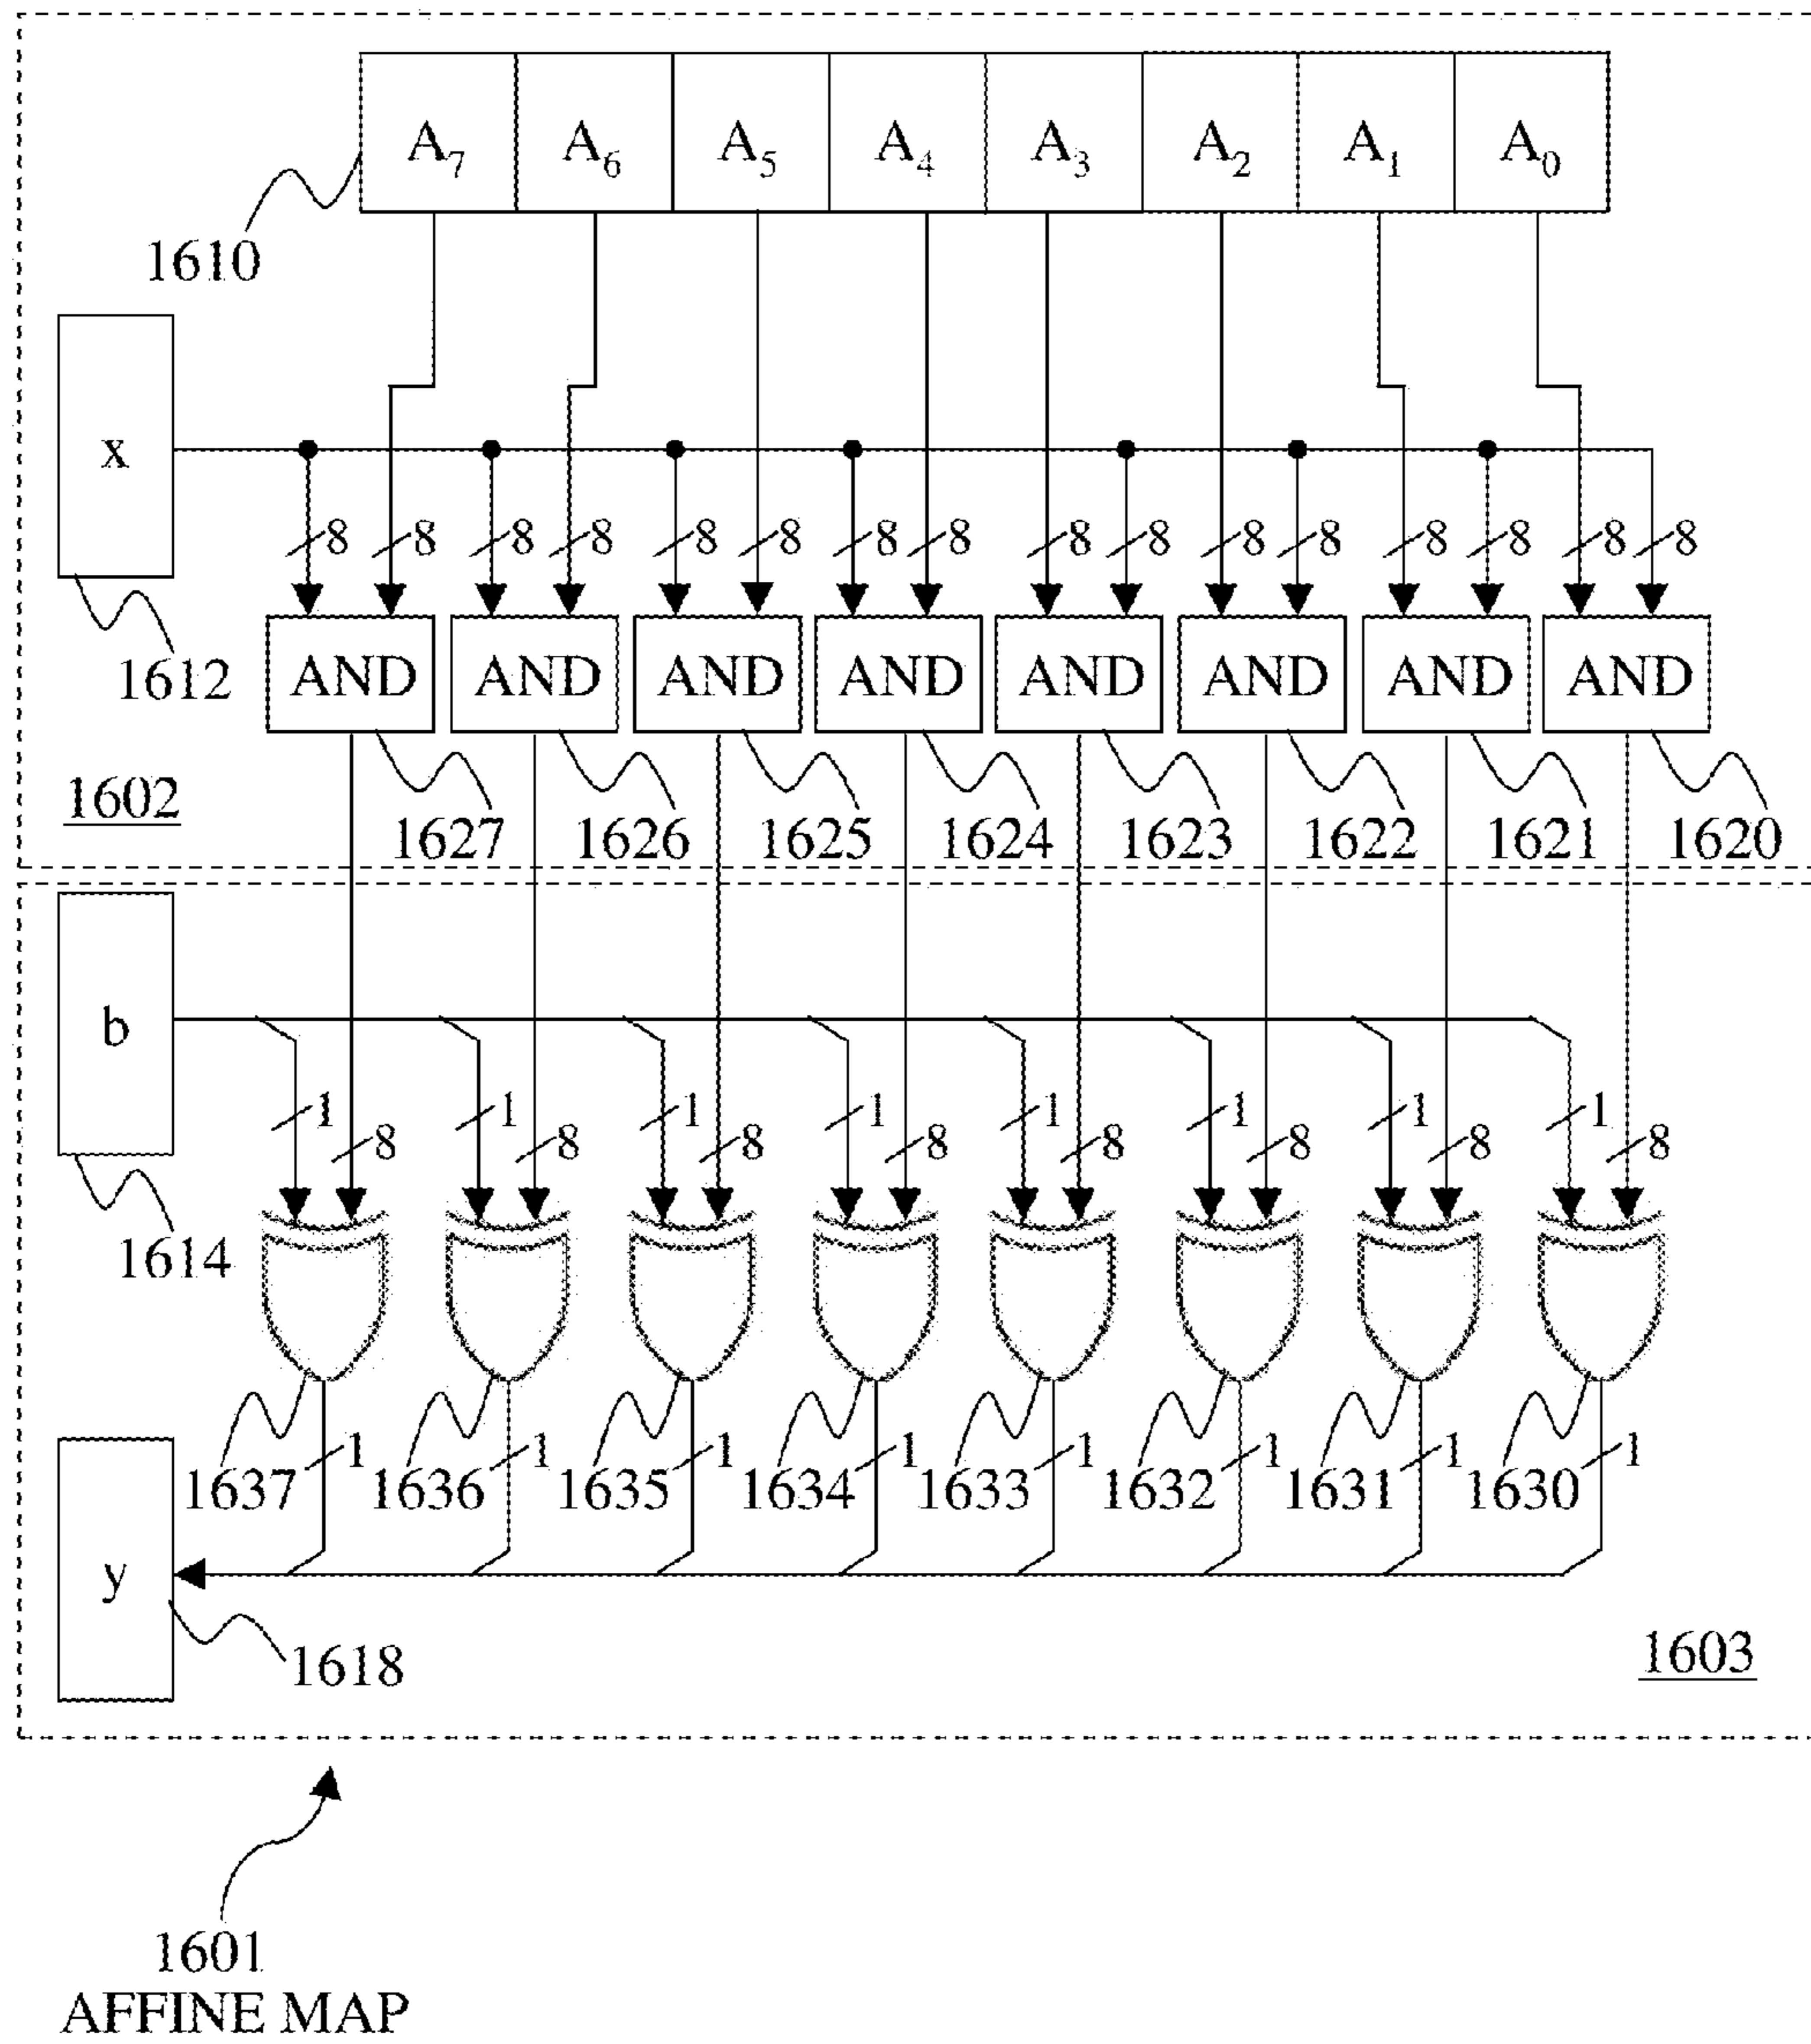 A7 A6 A5 A4 A3 A2 A1 A0
1610
x
8 8 8 8 8 8 8 8 8 8 8 8 8 8 8 8
AND AND AND AND AND AND AND AND
1612
1602
1627 1626 1625 1624 1623 1622 1621 1620
b
1 1 1 1 1 1 1 1
8 8 8 8 8 8 8 8
1614
1 1 1 1 1 1 1 1
1637 1636 1635 1634 1633 1632 1631 1630
y
1618
1603
1601
AFFINE MAP